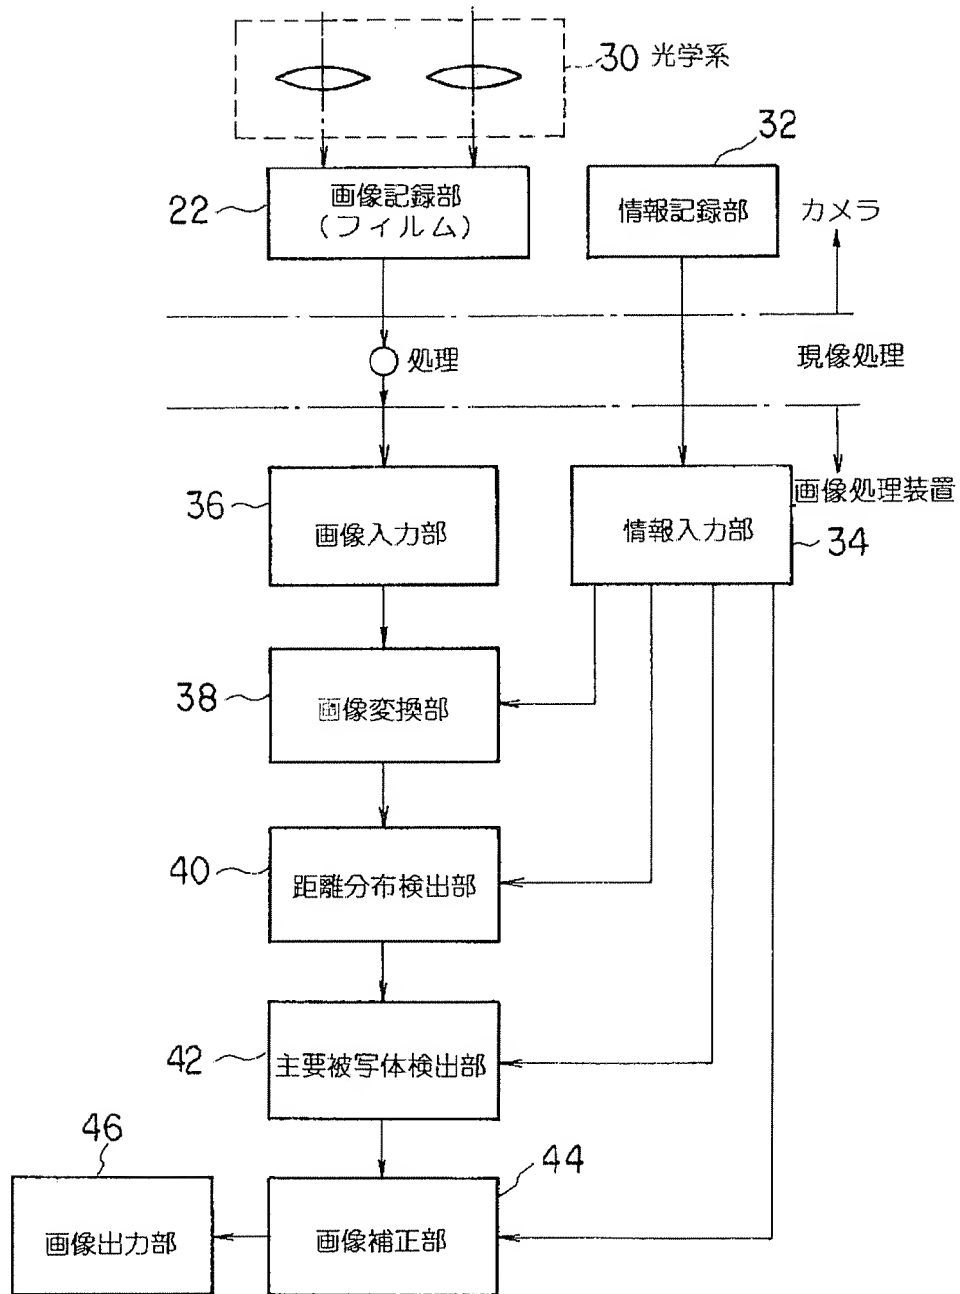 30 光学系
32
22
画像記録部
(フィルム)
情報記録部
カメラ
処理
現像処理
画像処理装置
36
画像入力部
情報入力部
34
38
画像変換部
40
距離分布検出部
42
主要被写体検出部
46
44
画像出力部
画像補正部